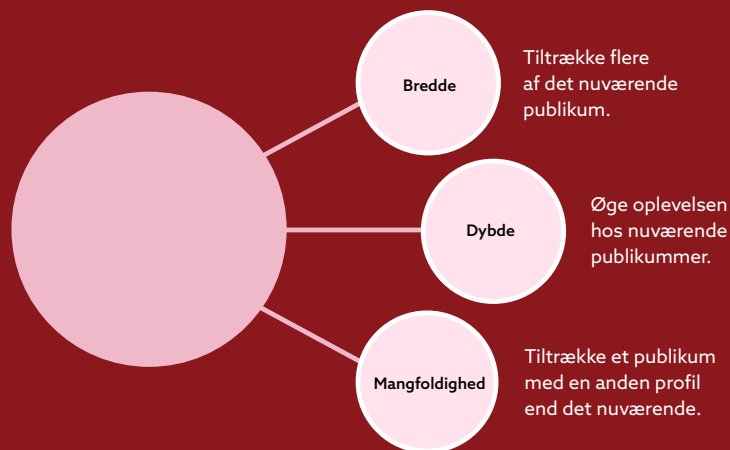 Bredde
Tiltrække flere
af det nuværende
publikum.
Dybde
Øge oplevelsen
hos nuværende
publikummer.
Mangfoldighed
Tiltrække et publikum
med en anden profil
end det nuværende.